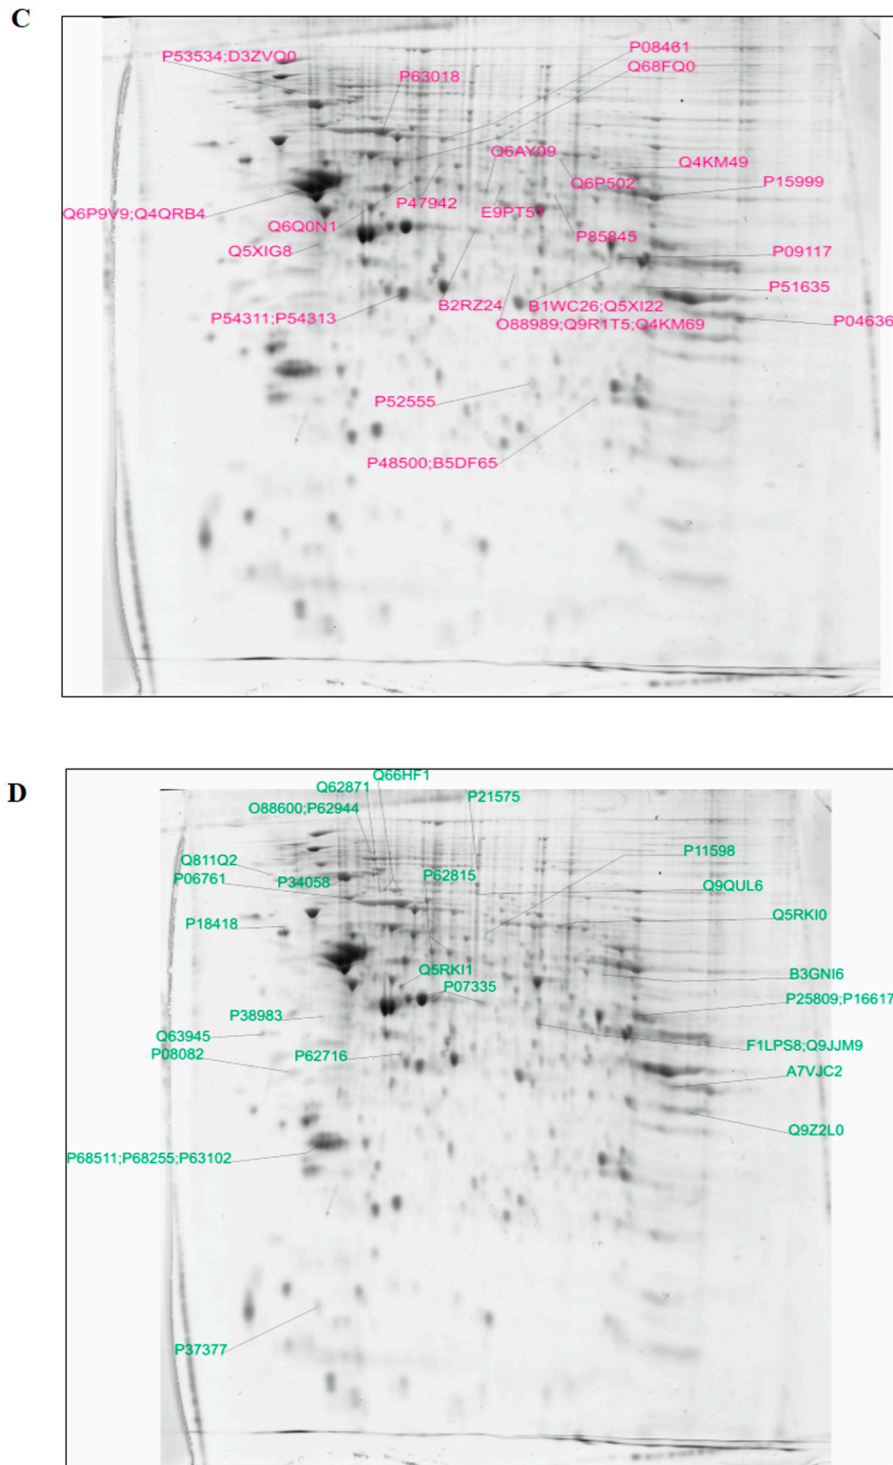 C
P53534;D3ZVQ0
P08461
Q68FQ0
P63018
Q6AY09
Q4KM49
Q6P502
P15999
P47942
Q6P9V9;Q4QRB4
E9PT51
Q6Q0N1
P85845
Q5XIG8
P09117
P51635
B2RZ24
B1WC26;Q5XI22
P54311;P54313
O88989;Q9R1T5;Q4KM69
P04636
P52555
P48500;B5DF65
D
Q66HF1
Q62871
P21575
O88600;P62944
P11598
Q811Q2
P62815
P06761
P34058
Q9QUL6
Q5RKI0
P18418
Q5RKI1
B3GNI6
P07335
P25809;P16617
P38983
Q63945
F1LPS8;Q9JJM9
P08082
P62716
A7VJC2
Q9Z2L0
P68511;P68255;P63102
P37377